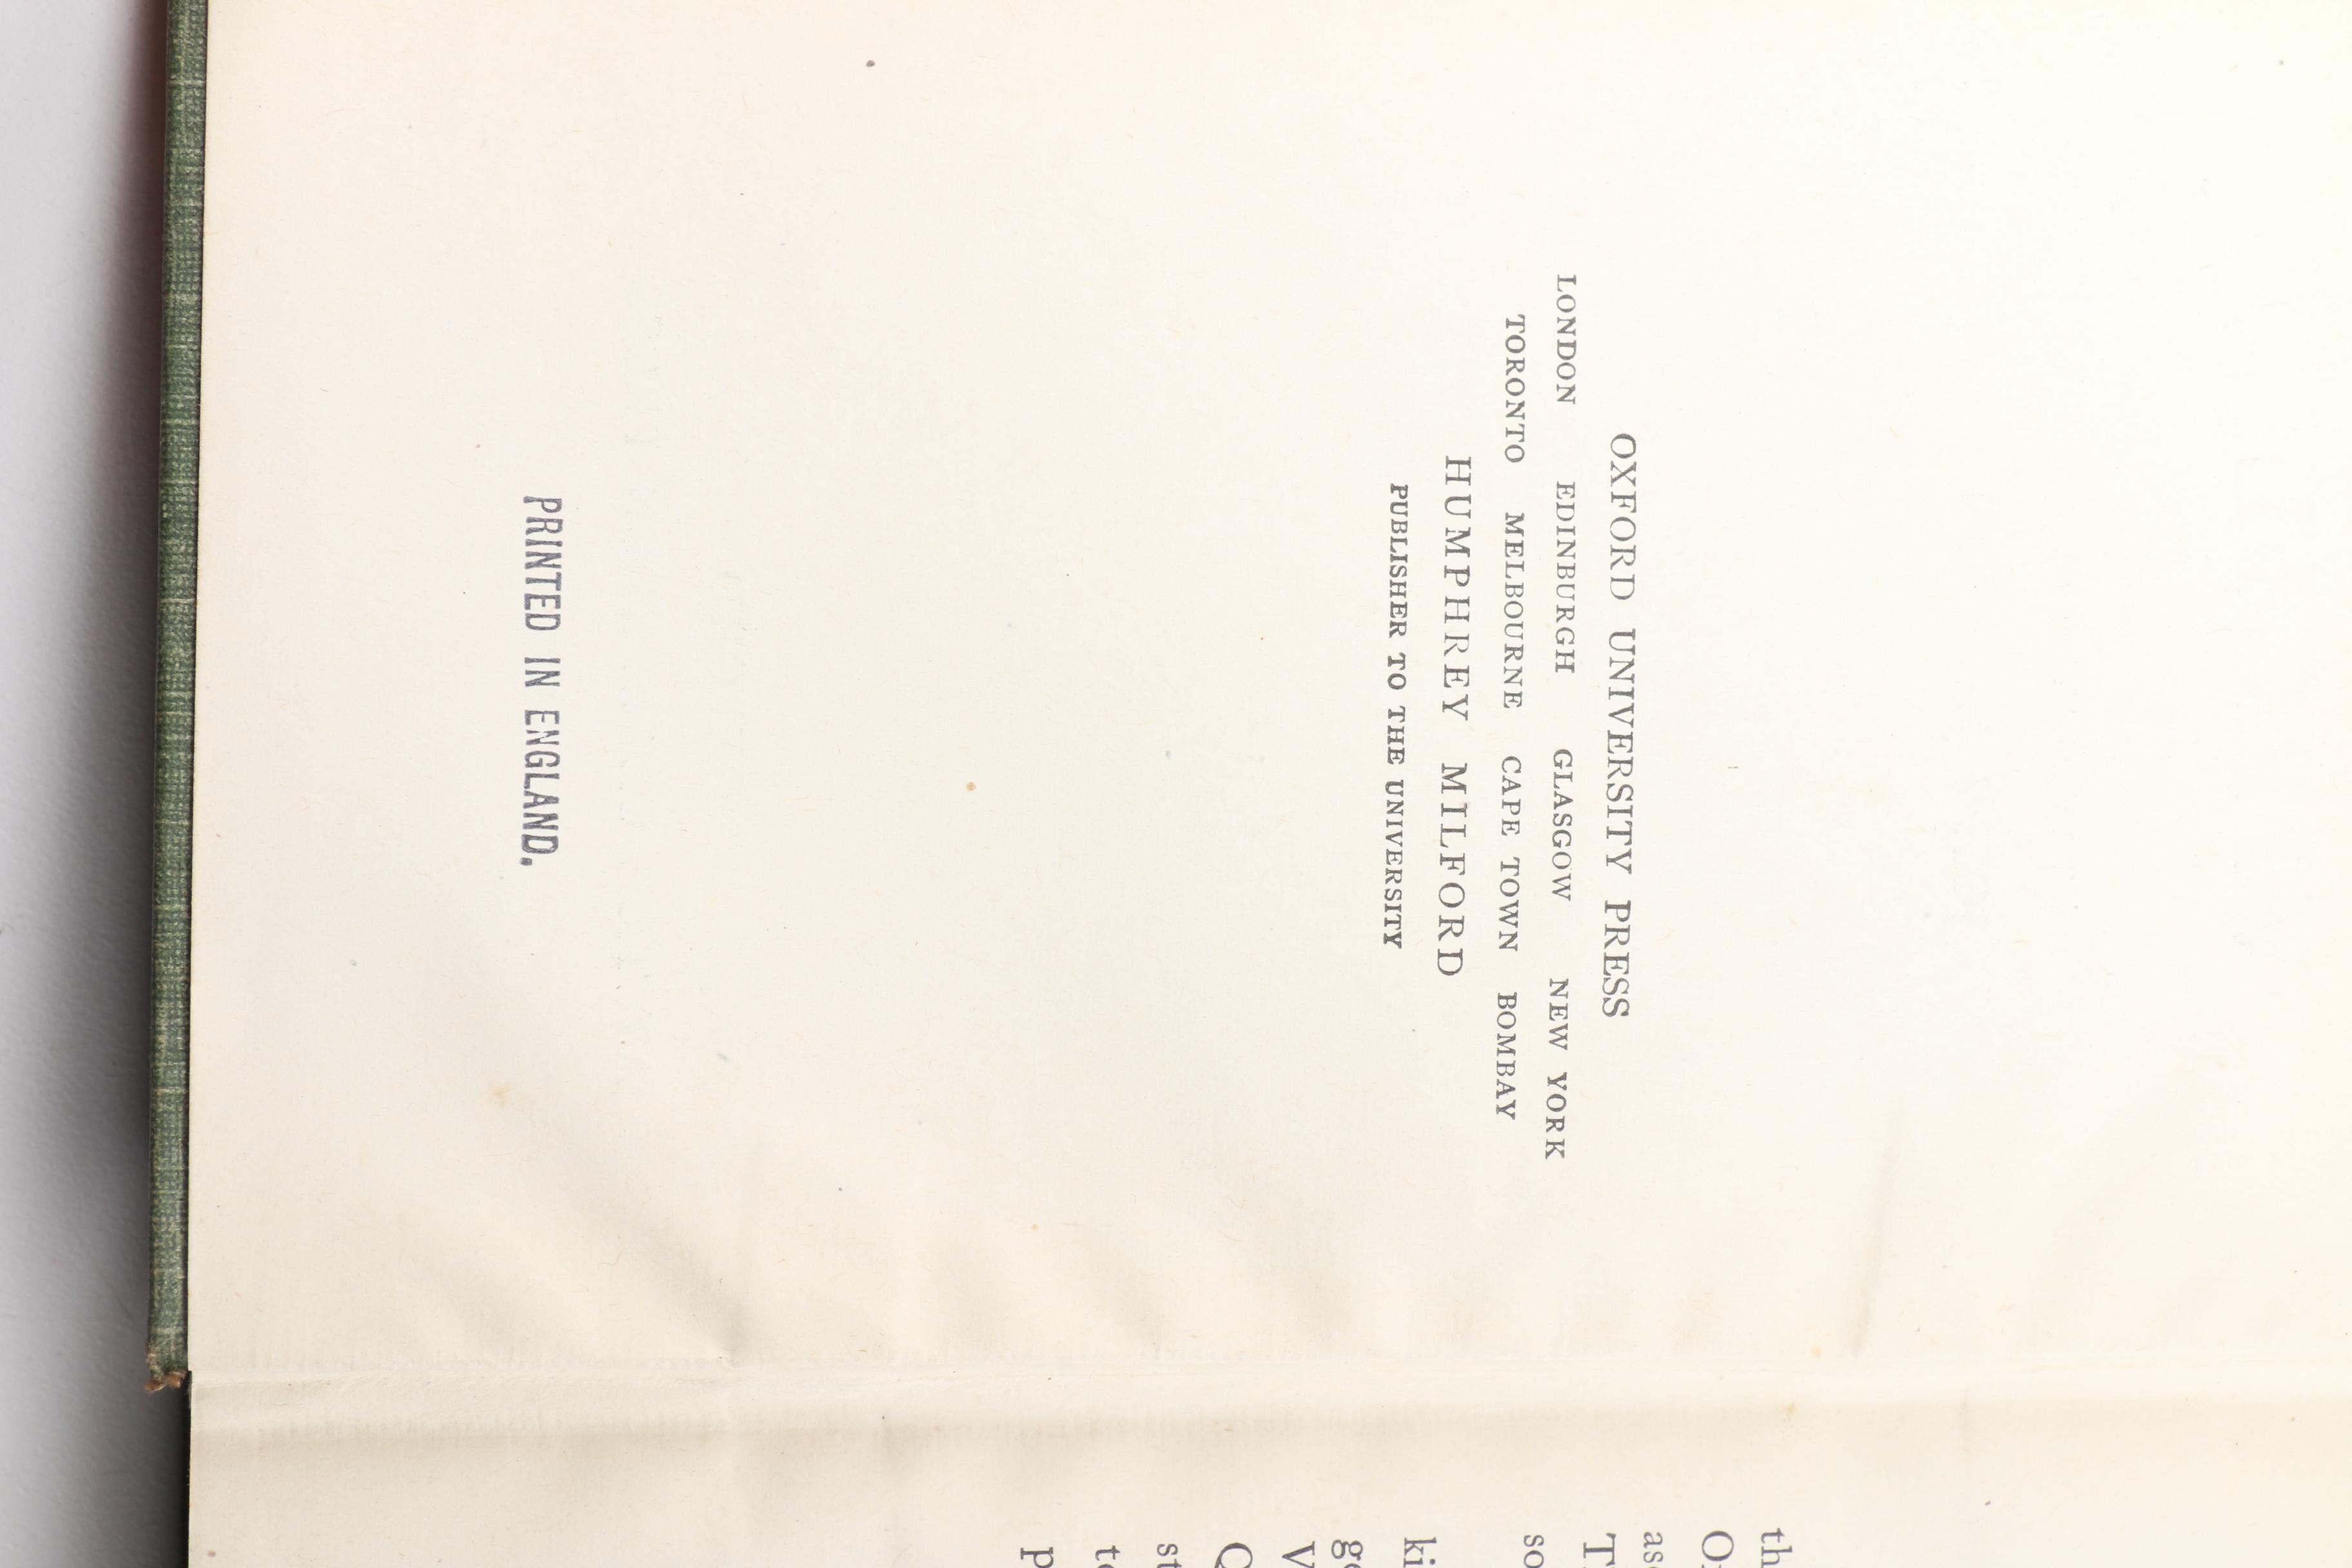 OXFORD UNIVERSITY PRESS
LONDON EDINBURGH GLASGOW NEW YORK
TORONTO MELBOURNE CAPE TOWN BOMBAY
HUMPHREY MILFORD
PUBLISHER TO THE UNIVERSITY
PRINTED IN ENGLAND.